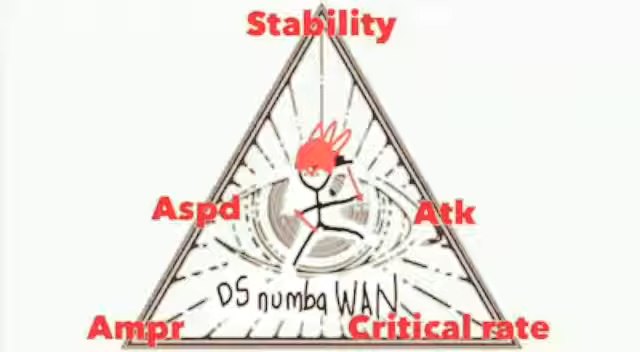 Stability
Aspd
Atk
DS numba WAN
Ampr
Critical rate